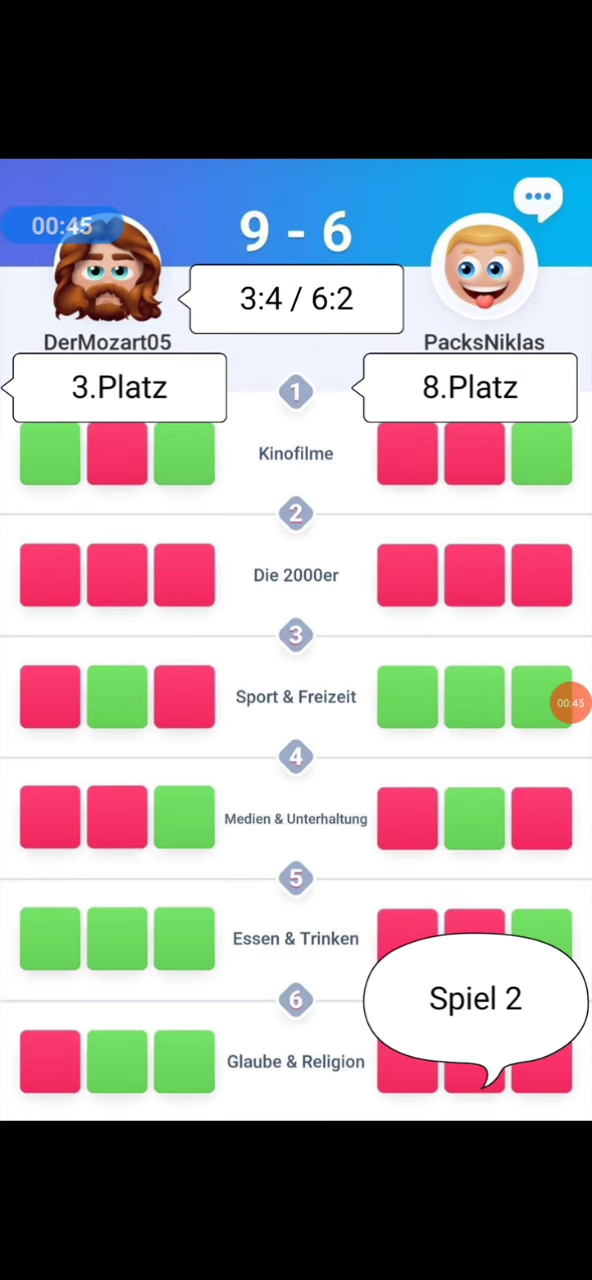 00:45
9 - 6
3:4 / 6:2
DerMozart05
PacksNiklas
3.Platz
8.Platz
1
Kinofilme
2
Die 2000er
3
Sport & Freizeit
00:45
4
Medien & Unterhaltung
5
Essen & Trinken
Spiel 2
6
Glaube & Religion